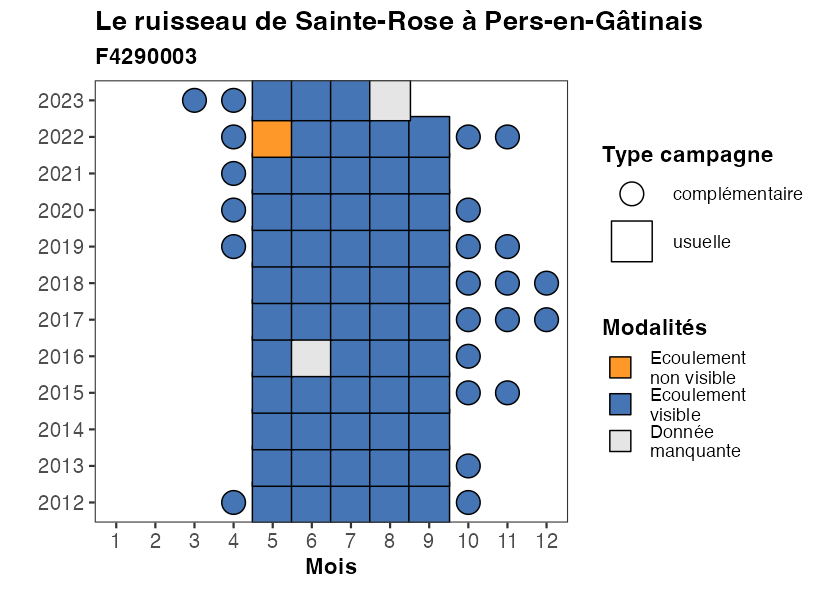 Le ruisseau de Sainte-Rose à Pers-en-Gâtinais
F4290003
2023
2022
2021
2020
2019
2018
2017
2016
2015
2014
2013
2012
1 2 3 4 5 6 7 8 9 10 11 12
Mois
Type campagne
complémentaire
usuelle
Modalités
Ecoulement
non visible
Ecoulement
visible
Donnée
manquante